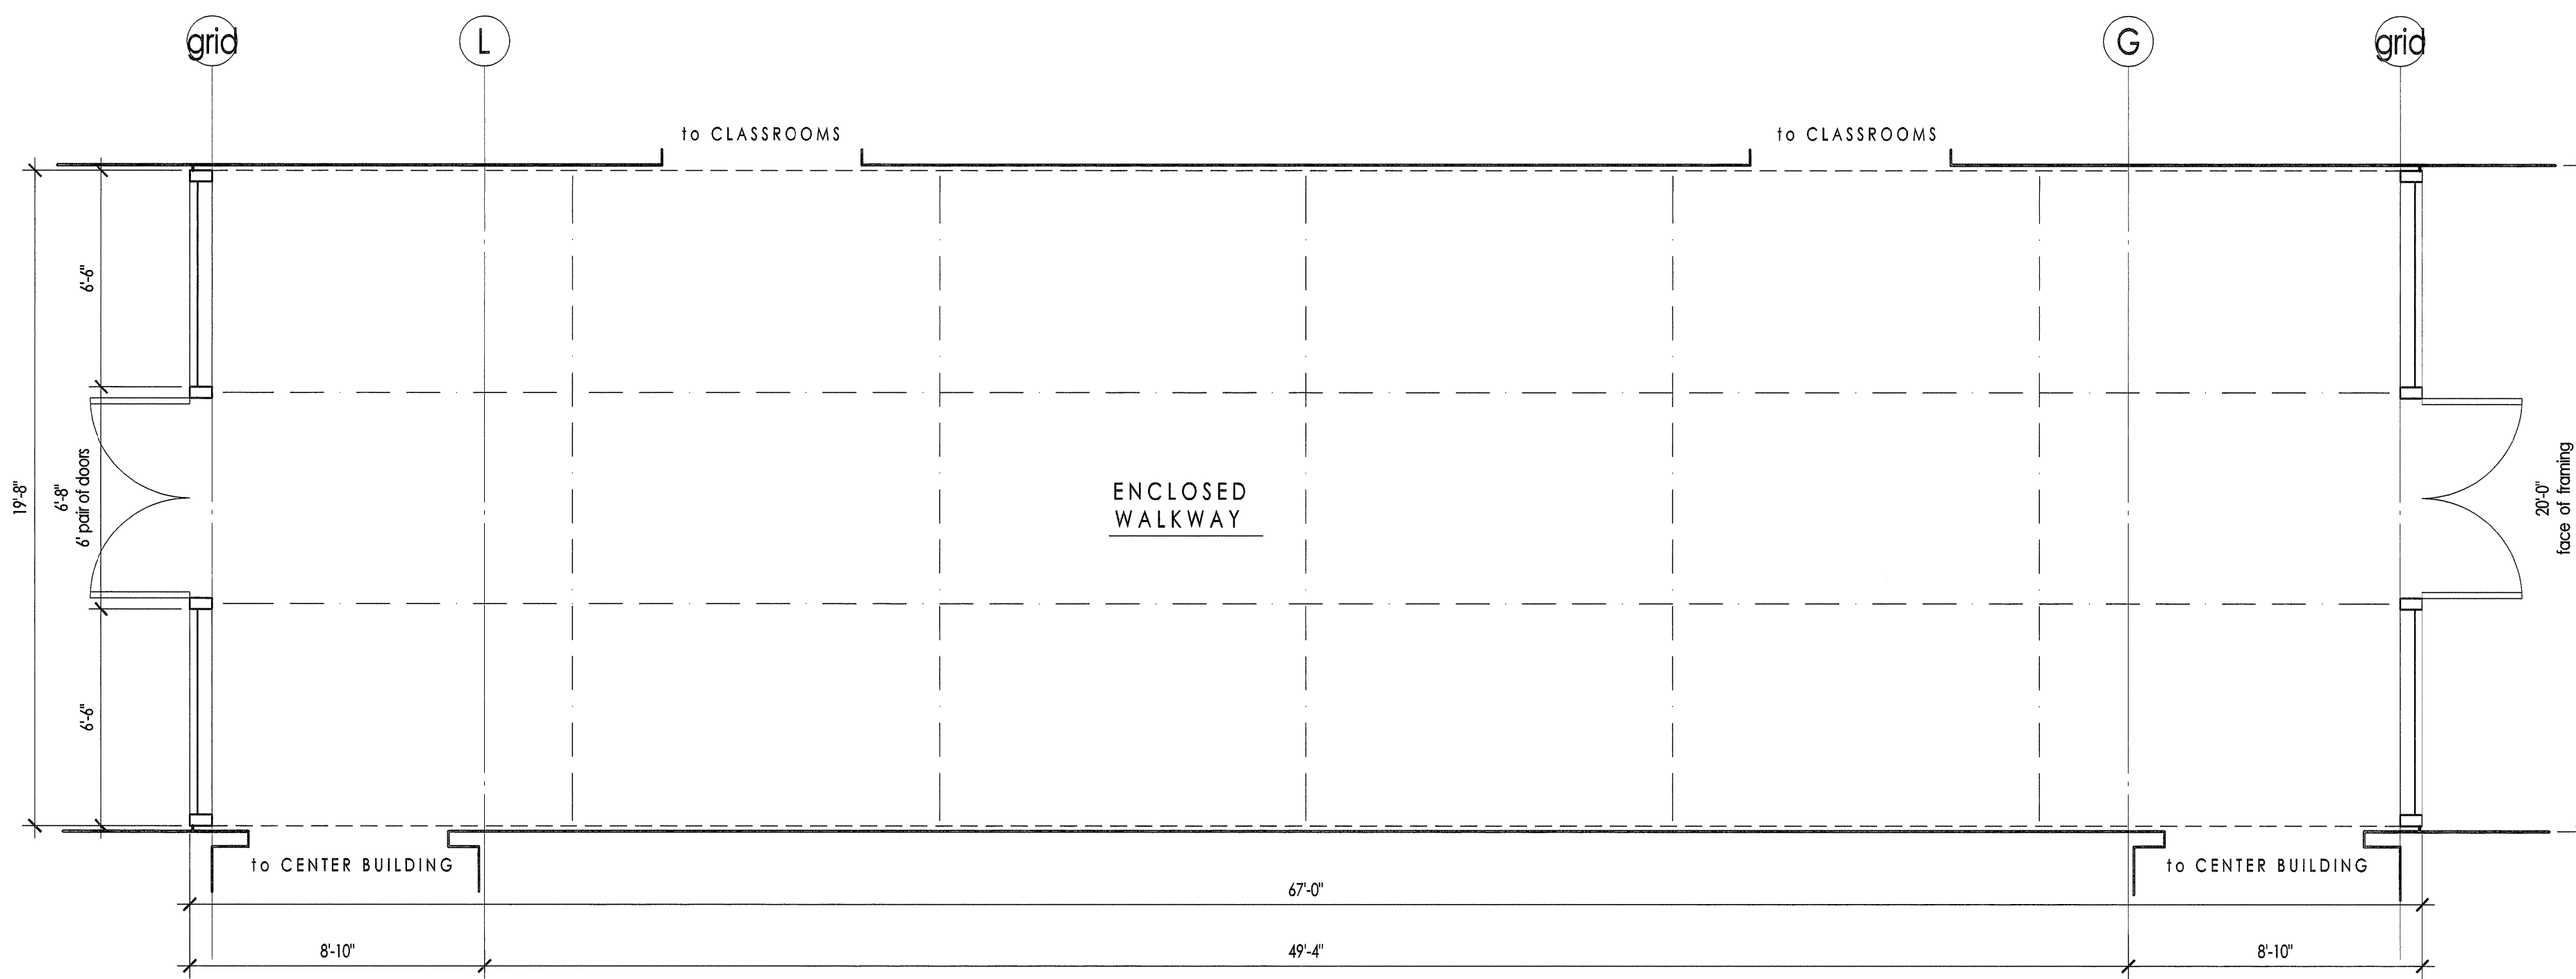 grid
L
G
grid
to CLASSROOMS
to CLASSROOMS
6'-6"
19'-8"
6'-8"
6' pair of doors
ENCLOSED
WALKWAY
20'-0"
face of framing
6'-6"
to CENTER BUILDING
to CENTER BUILDING
67'-0"
8'-10"
49'-4"
8'-10"